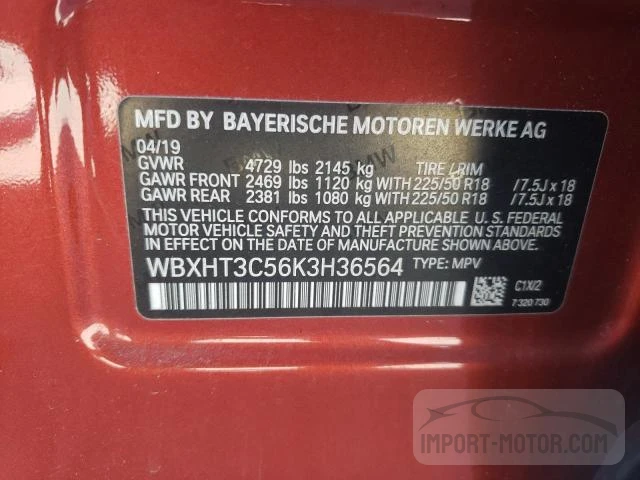 MFD BY BAYERISCHE MOTOREN WERKE AG
04/19
GVWR 4729 lbs 2145 kg TIRE/RIM
GAWR FRONT 2469 lbs 1120 kg WITH 225/50 R18 /7.5J x 18
GAWR REAR 2381 lbs 1080 kg WITH 225/50 R18 /7.5J x 18
THIS VEHICLE CONFORMS TO ALL APPLICABLE U. S. FEDERAL
MOTOR VEHICLE SAFETY AND THEFT PREVENTION STANDARDS
IN EFFECT ON THE DATE OF MANUFACTURE SHOWN ABOVE.
WBXHT3C56K3H36564 TYPE: MPV
C1X/2
7 320 730
IMPORT-MOTOR.COM